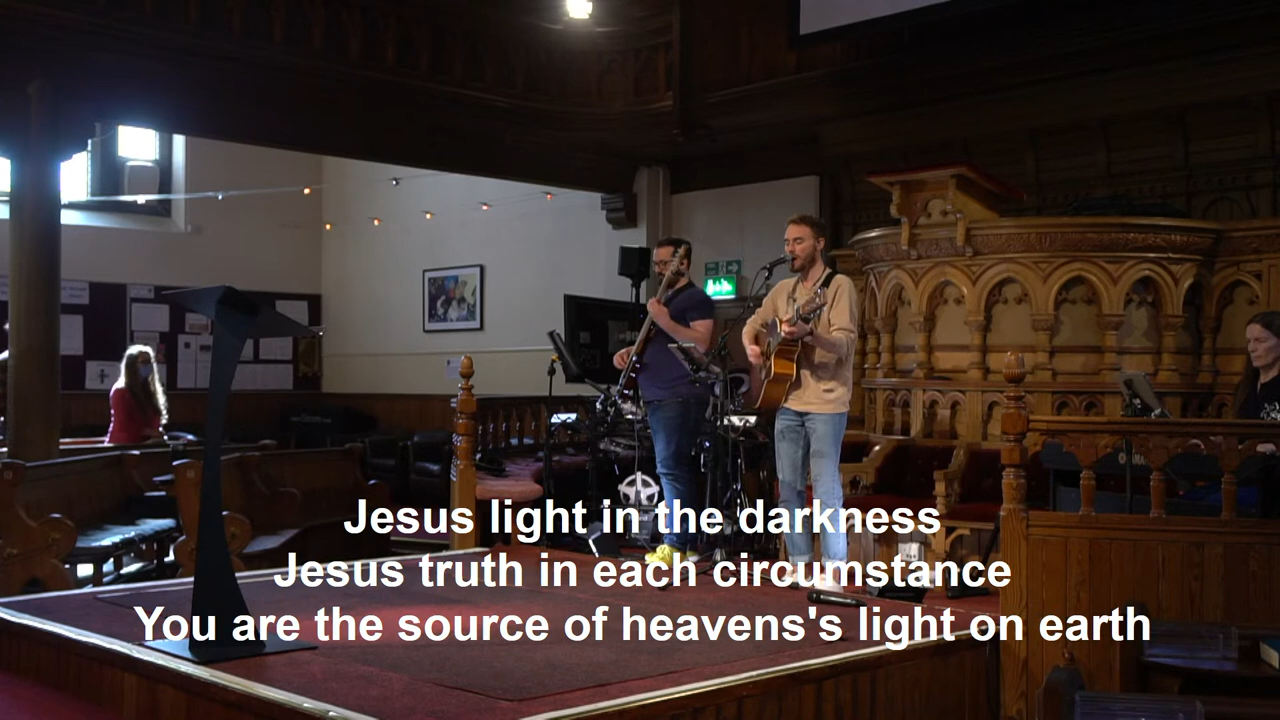 Jesus light in the darkness
Jesus truth in each circumstance
You are the source of heavens's light on earth